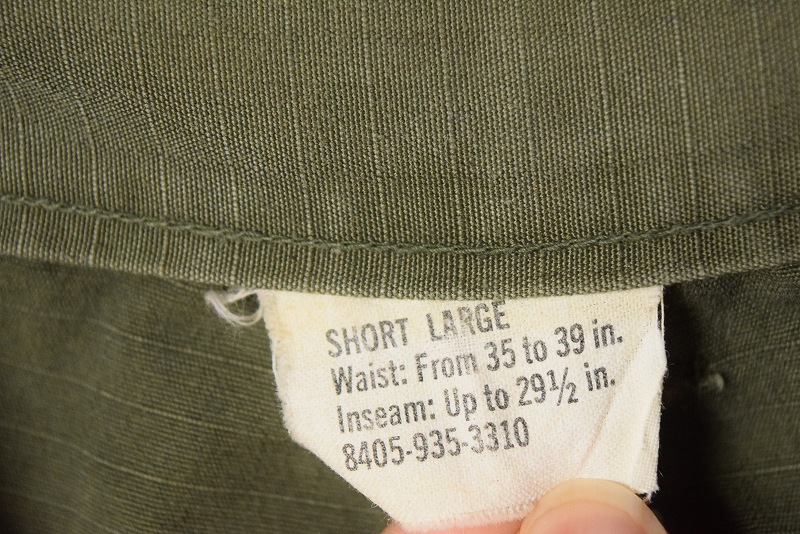 SHORT LARGE
Waist: From 35 to 39 in.
Inseam: Up to 29½ in.
8405-935-3310